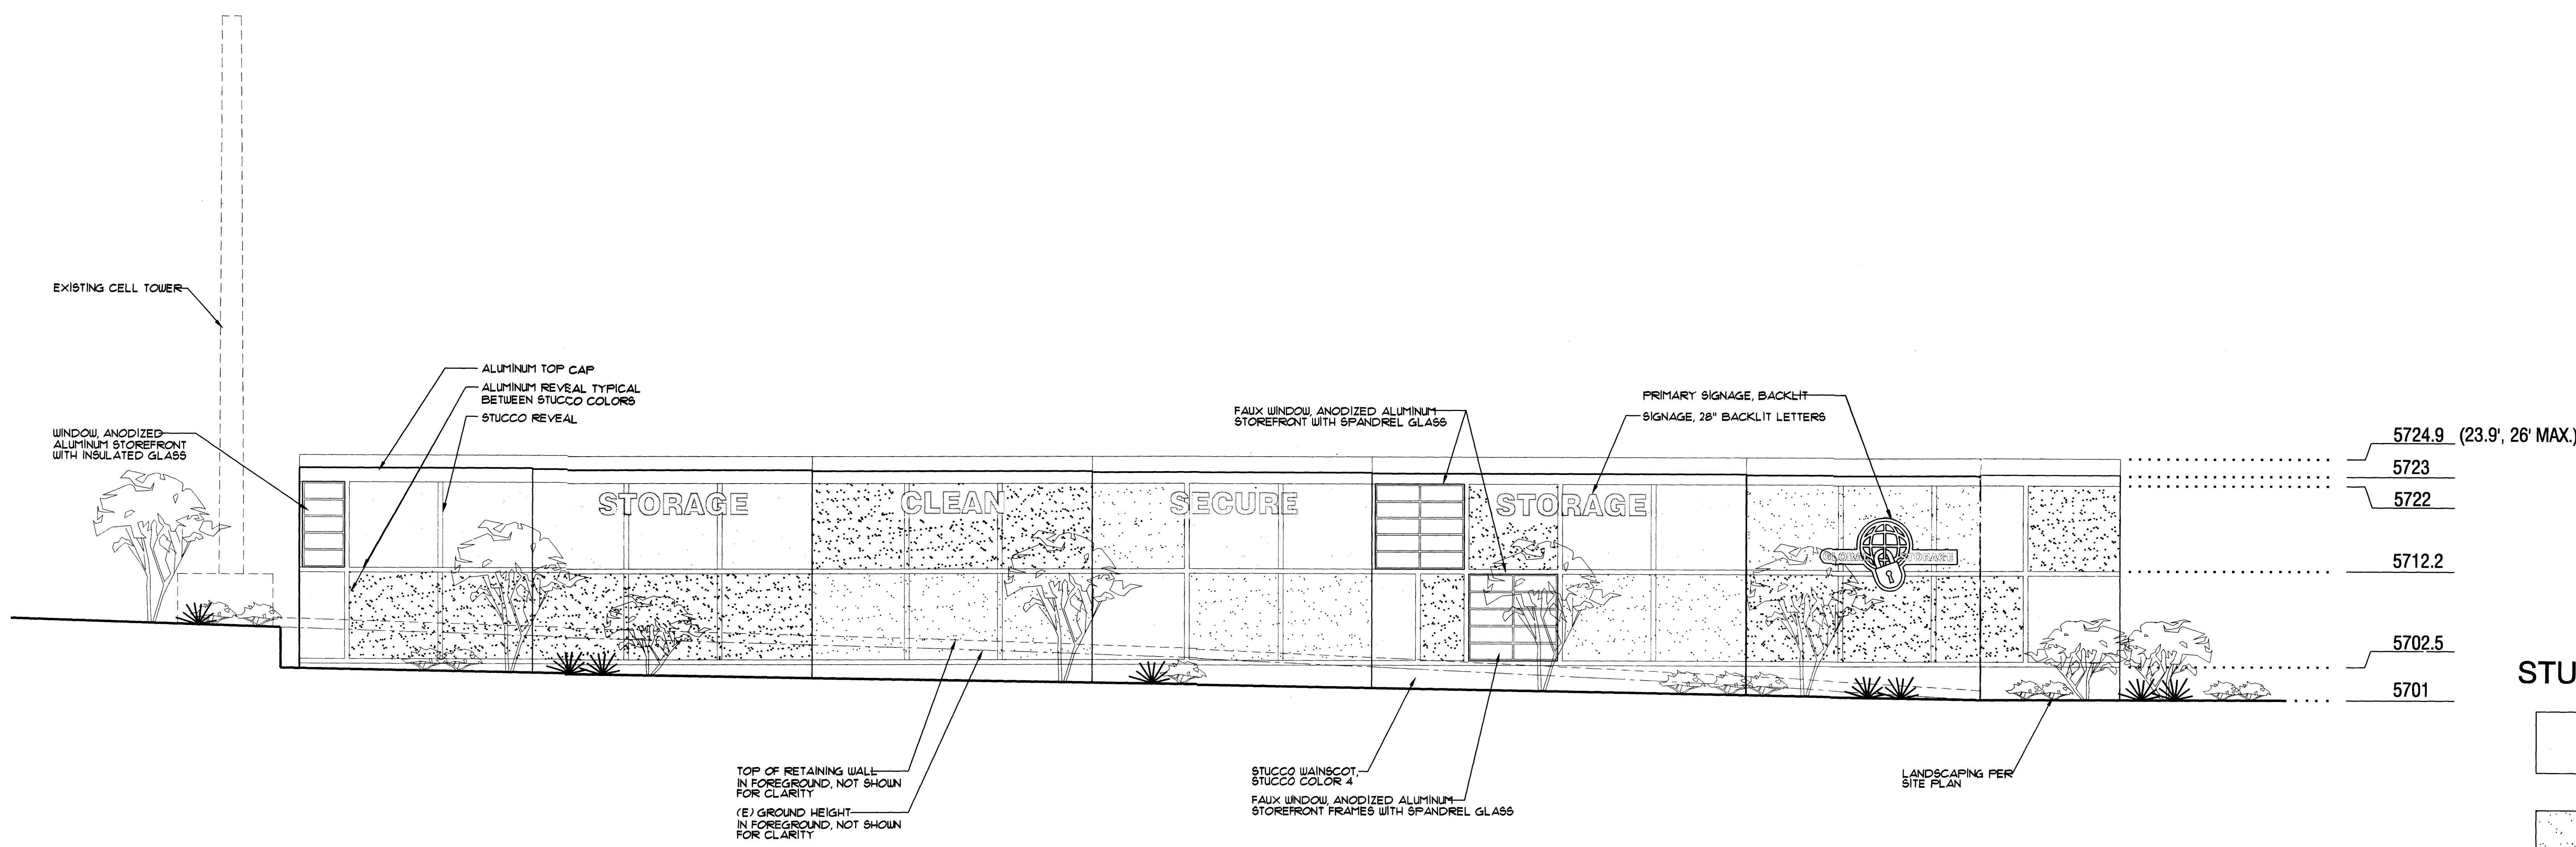 EXISTING CELL TOWER
ALUMINUM TOP CAP
ALUMINUM REVEAL TYPICAL
BETWEEN STUCCO COLORS
STUCCO REVEAL
WINDOW, ANODIZED
ALUMINUM STOREFRONT
WITH INSULATED GLASS
FAUX WINDOW, ANODIZED ALUMINUM
STOREFRONT WITH SPANDREL GLASS
PRIMARY SIGNAGE, BACKLIT
SIGNAGE, 28" BACKLIT LETTERS
5724.9 (23.9', 26' MAX.)
5723
5722
5712.2
5702.5
5701
STORAGE
CLEAN
SECURE
STORAGE
GLOBAL STORAGE
TOP OF RETAINING WALL
IN FOREGROUND, NOT SHOWN
FOR CLARITY
(E) GROUND HEIGHT
IN FOREGROUND, NOT SHOWN
FOR CLARITY
STUCCO WAINSCOT,
STUCCO COLOR 4
FAUX WINDOW, ANODIZED ALUMINUM
STOREFRONT FRAMES WITH SPANDREL GLASS
LANDSCAPING PER
SITE PLAN
STU